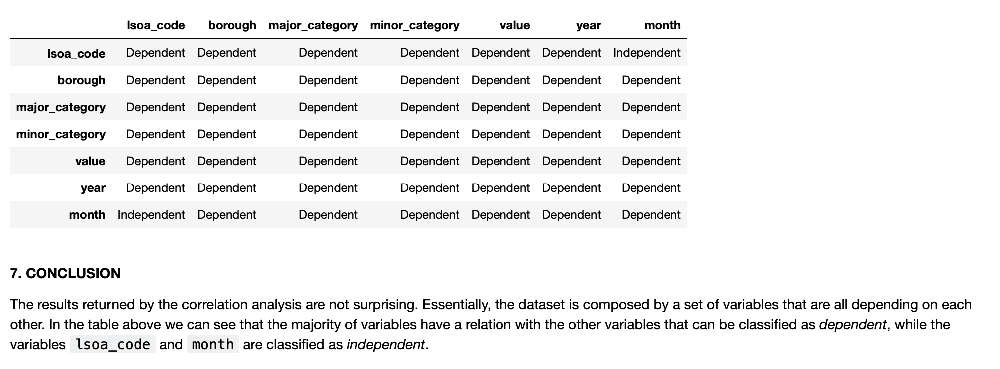 lsoa_code borough major_category minor_category value year month
lsoa_code Dependent Dependent Dependent Dependent Dependent Dependent Independent
borough Dependent Dependent Dependent Dependent Dependent Dependent Dependent
major_category Dependent Dependent Dependent Dependent Dependent Dependent Dependent
minor_category Dependent Dependent Dependent Dependent Dependent Dependent Dependent
value Dependent Dependent Dependent Dependent Dependent Dependent Dependent
year Dependent Dependent Dependent Dependent Dependent Dependent Dependent
month Independent Dependent Dependent Dependent Dependent Dependent Dependent
7. CONCLUSION
The results returned by the correlation analysis are not surprising. Essentially, the dataset is composed by a set of variables that are all depending on each
other. In the table above we can see that the majority of variables have a relation with the other variables that can be classified as dependent, while the
variables lsoa_code and month are classified as independent.